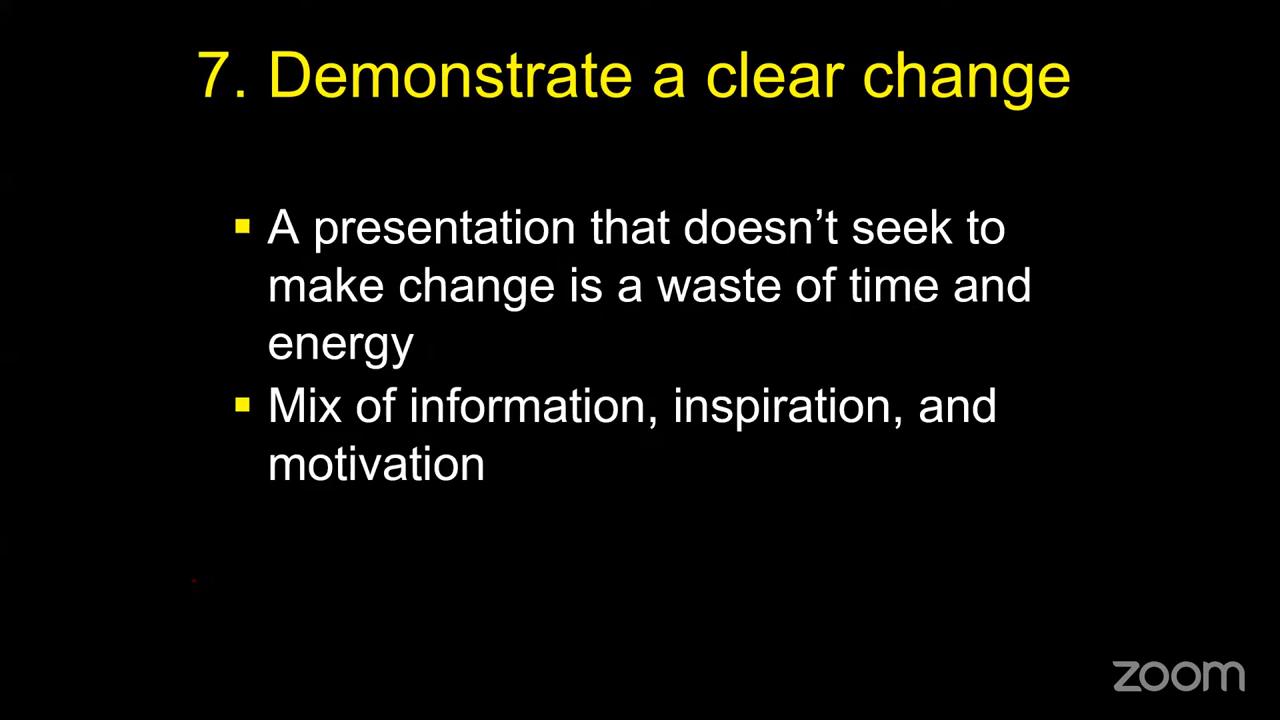 7. Demonstrate a clear change
▪ A presentation that doesn’t seek to
make change is a waste of time and
energy
▪ Mix of information, inspiration, and
motivation
zoom